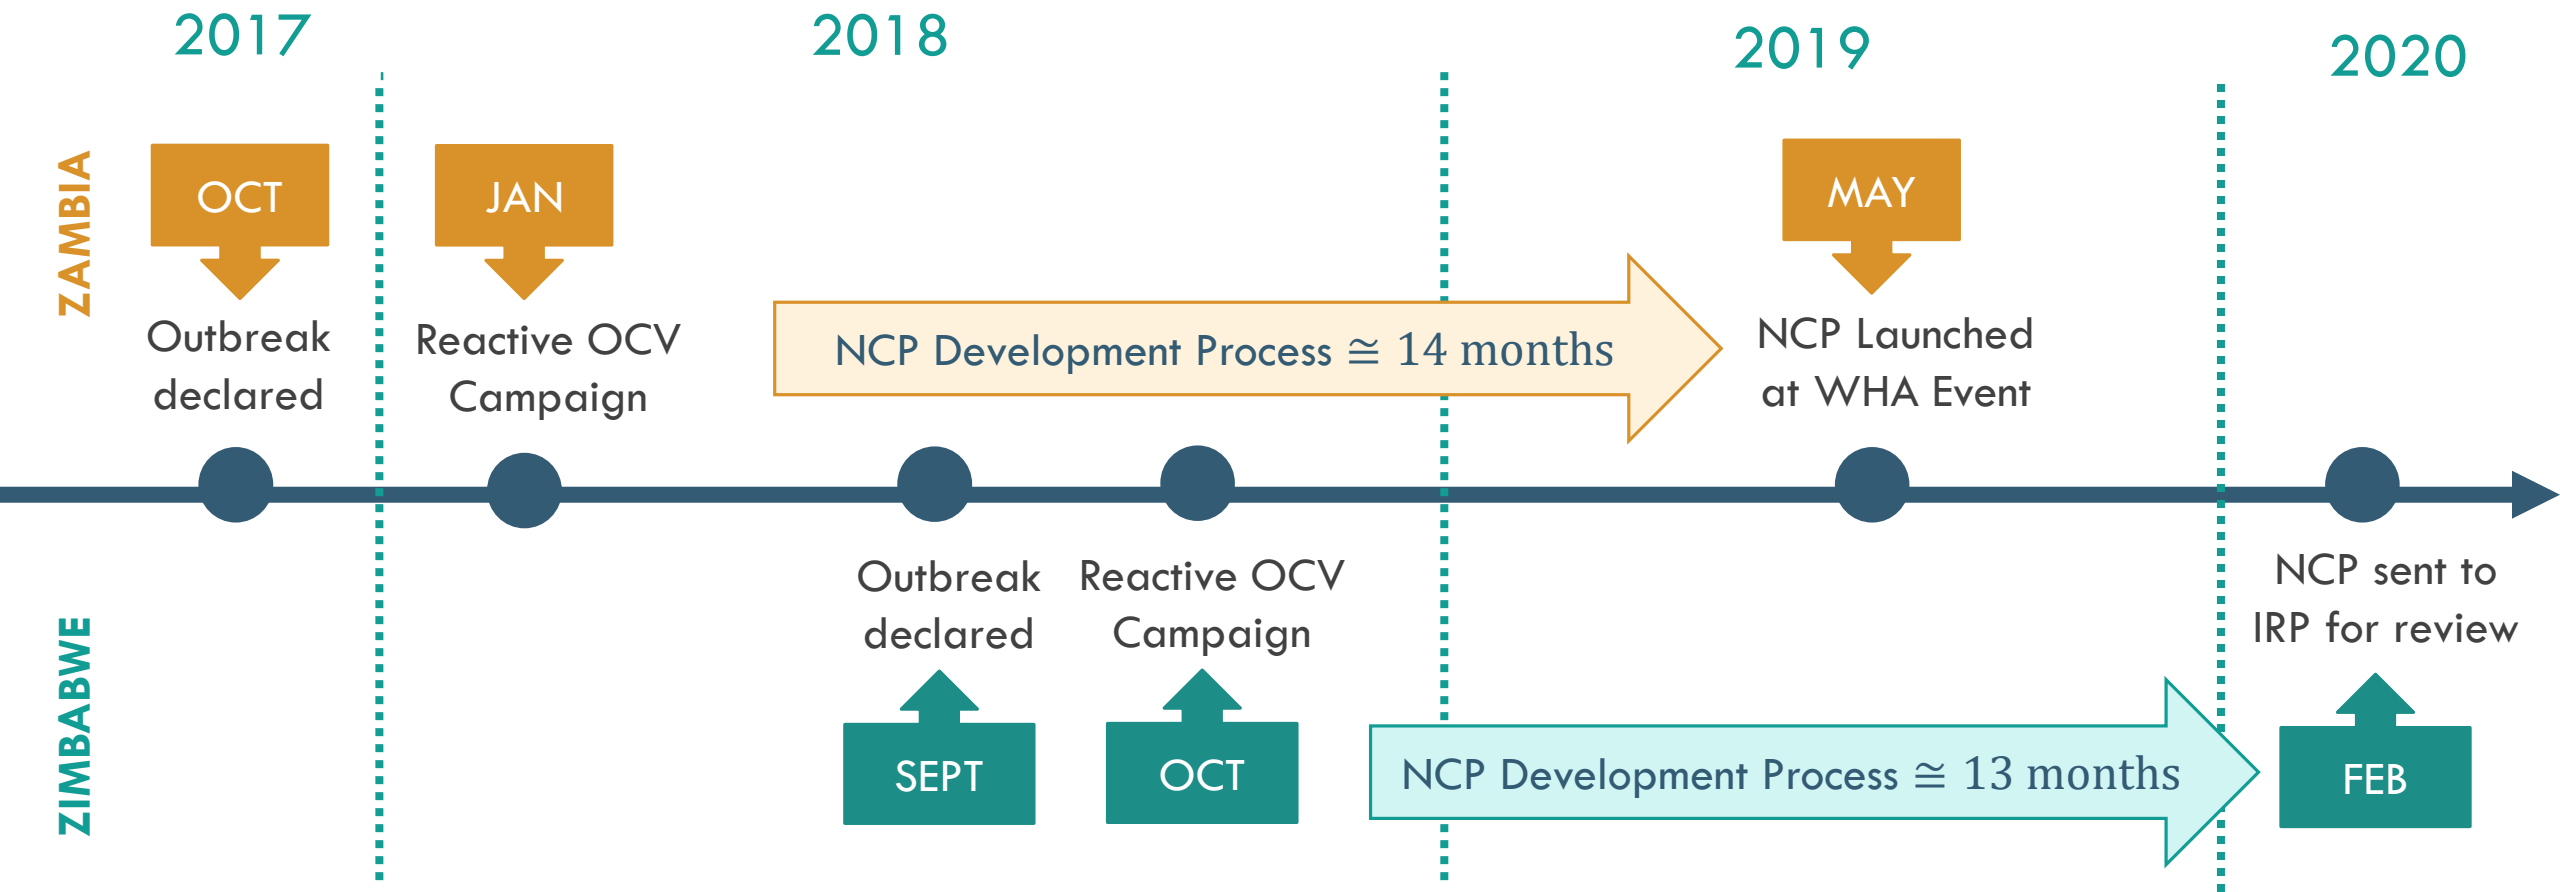 2017
2018
2019
2020
ZAMBIA
OCT
JAN
MAY
Outbreak
declared
Reactive OCV
Campaign
NCP Development Process ≅ 14 months
NCP Launched
at WHA Event
ZIMBABWE
Outbreak
declared
Reactive OCV
Campaign
NCP sent to
IRP for review
SEPT
OCT
NCP Development Process ≅ 13 months
FEB